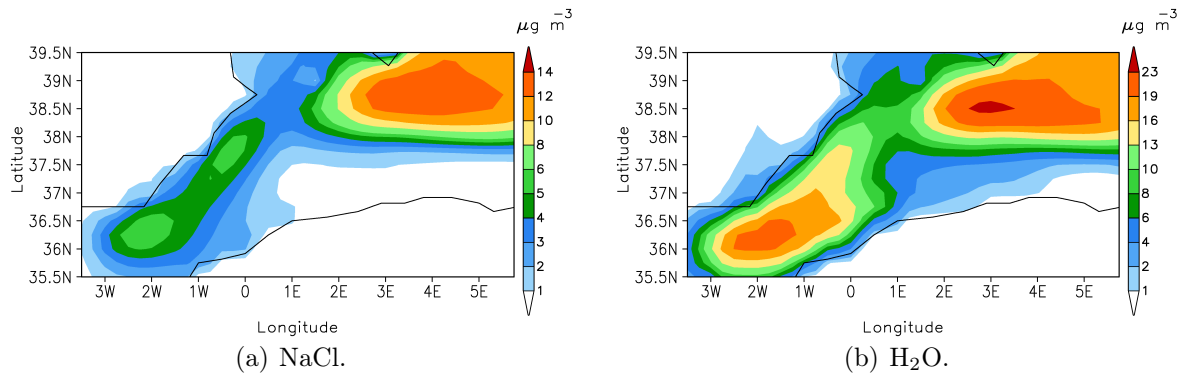 μg m⁻³
39.5N
39N
38.5N
38N
37.5N
37N
36.5N
36N
35.5N
Latitude
3W 2W 1W 0 1E 2E 3E 4E 5E
Longitude
14
12
10
8
6
5
4
3
2
1
(a) NaCl.
μg m⁻³
39.5N
39N
38.5N
38N
37.5N
37N
36.5N
36N
35.5N
Latitude
3W 2W 1W 0 1E 2E 3E 4E 5E
Longitude
23
19
16
13
10
8
6
4
2
1
(b) H₂O.